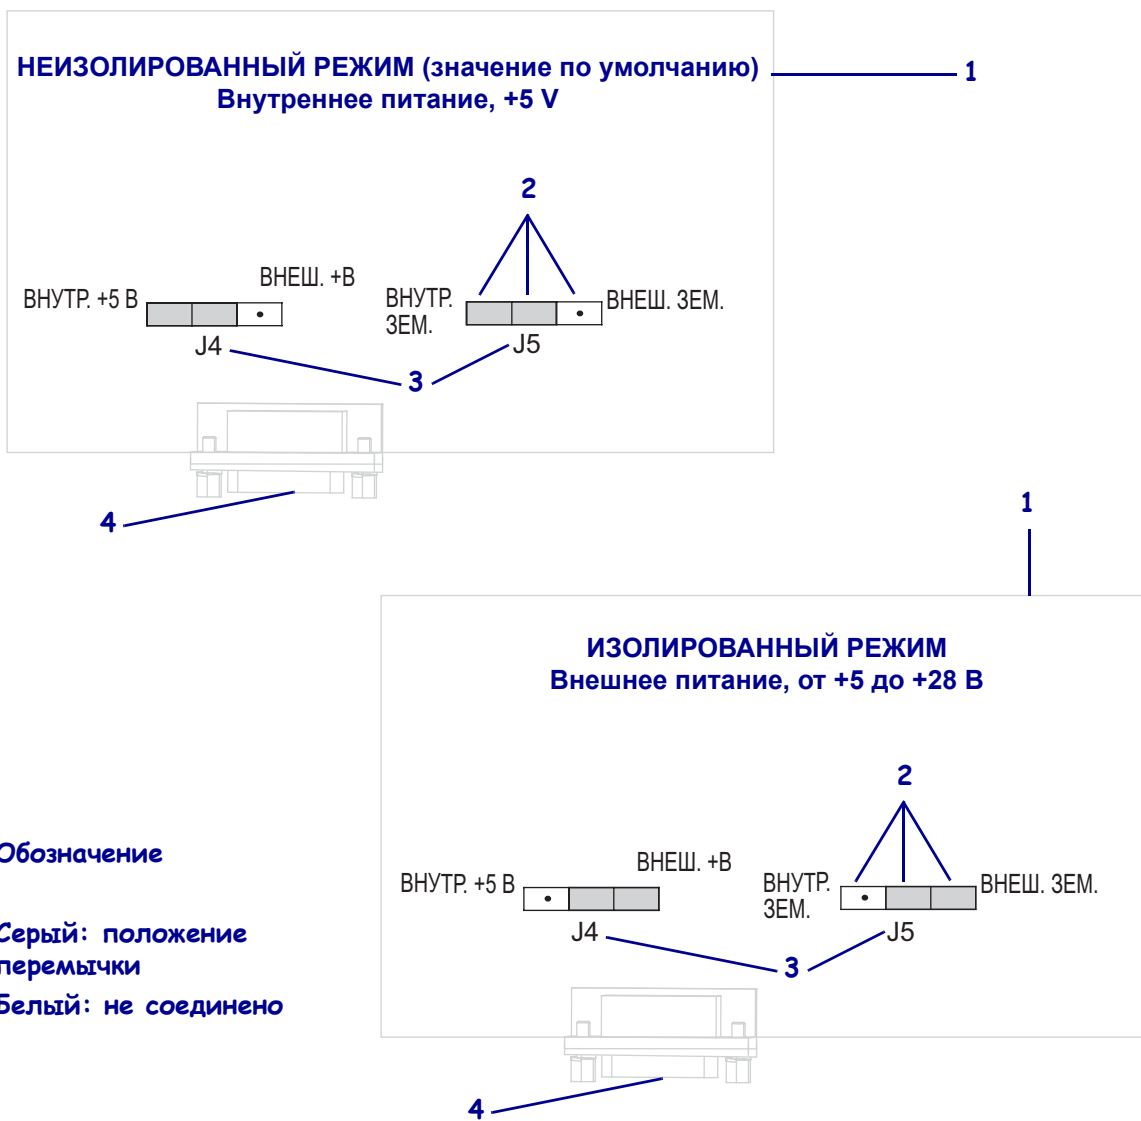 НЕИЗОЛИРОВАННЫЙ РЕЖИМ (значение по умолчанию)
Внутреннее питание, +5 V
1
2
ВНУТР. +5 В
ВНЕШ. +В
ВНУТР.
ЗЕМ.
ВНЕШ. ЗЕМ.
J4
J5
3
4
1
ИЗОЛИРОВАННЫЙ РЕЖИМ
Внешнее питание, от +5 до +28 В
2
Обозначение
Серый: положение
перемычки
Белый: не соединено
ВНУТР. +5 В
ВНЕШ. +В
ВНУТР.
ЗЕМ.
ВНЕШ. ЗЕМ.
J4
J5
3
4